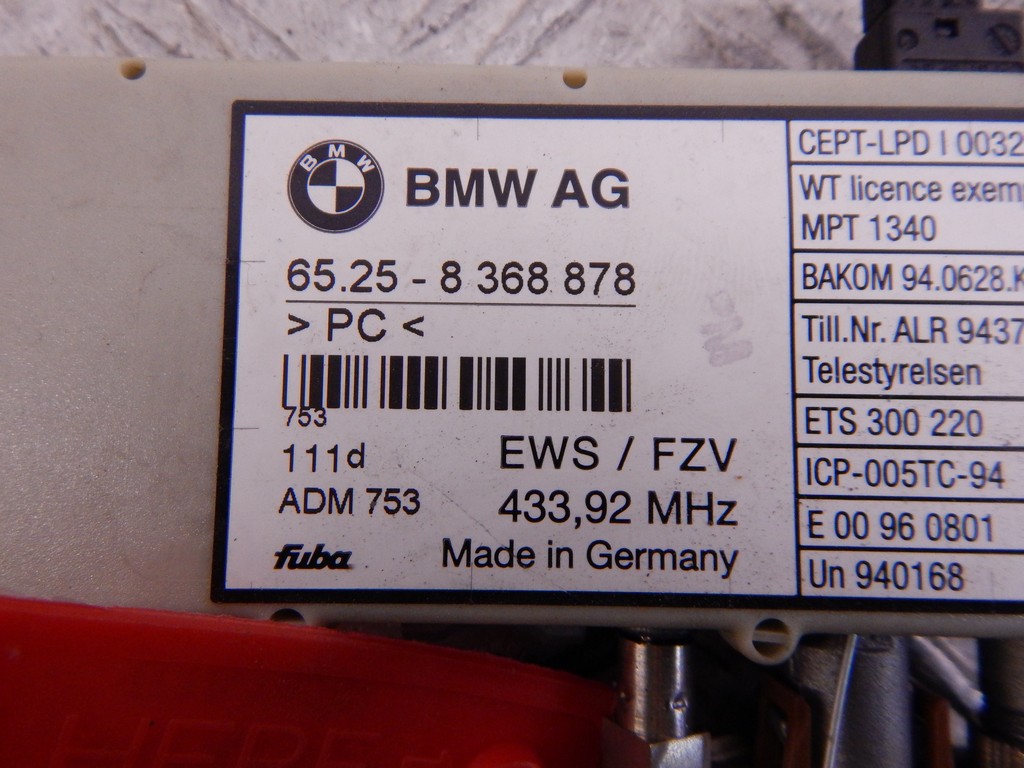 BMW
BMW AG
65.25 - 8 368 878
> PC <
753
111d
ADM 753
EWS / FZV
433,92 MHz
fuba
Made in Germany
CEPT-LPD I 0032
WT licence
MPT 1340
BAKOM 94.0628.K
Till.Nr. ALR 9437
Telestyrelsen
ETS 300 220
ICP-005TC-94
E 00 96 0801
Un 940168